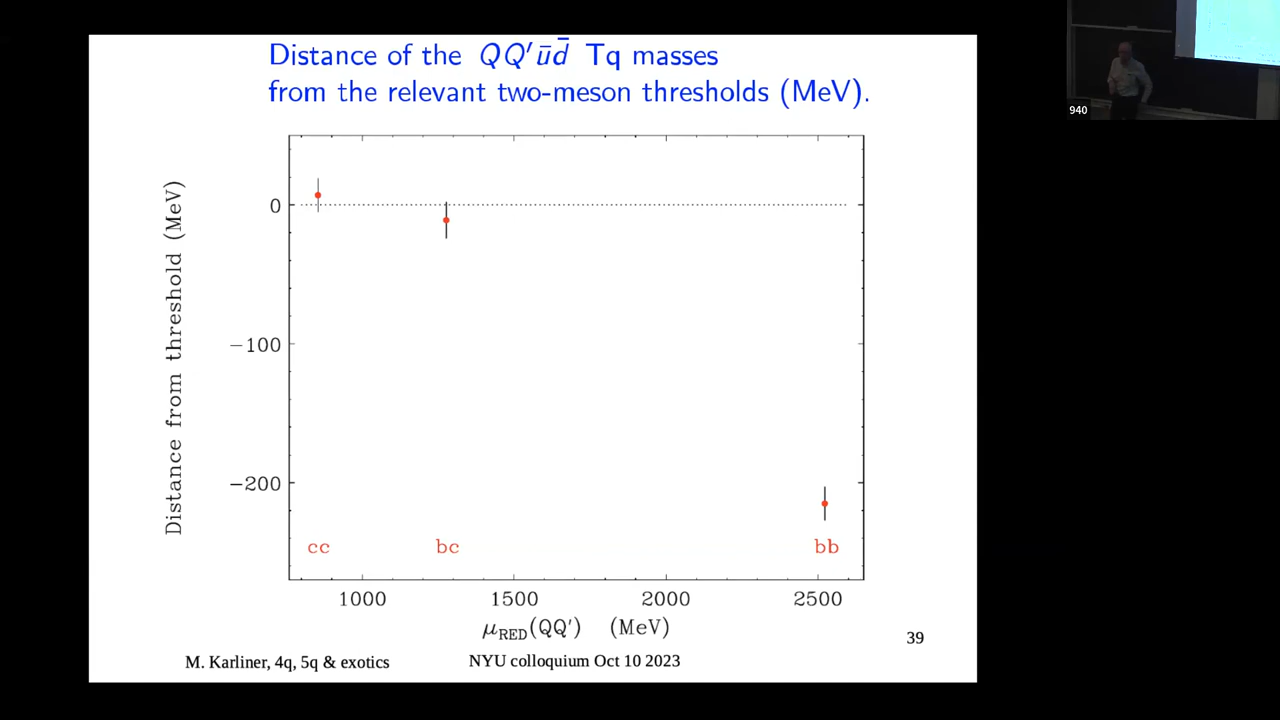 Distance of the QQ′ūd̄ Tq masses
from the relevant two-meson thresholds (MeV).
940
Distance from threshold (MeV)
0
−100
−200
cc bc bb
1000 1500 2000 2500
μRED(QQ′) (MeV)
39
M. Karliner, 4q, 5q & exotics NYU colloquium Oct 10 2023